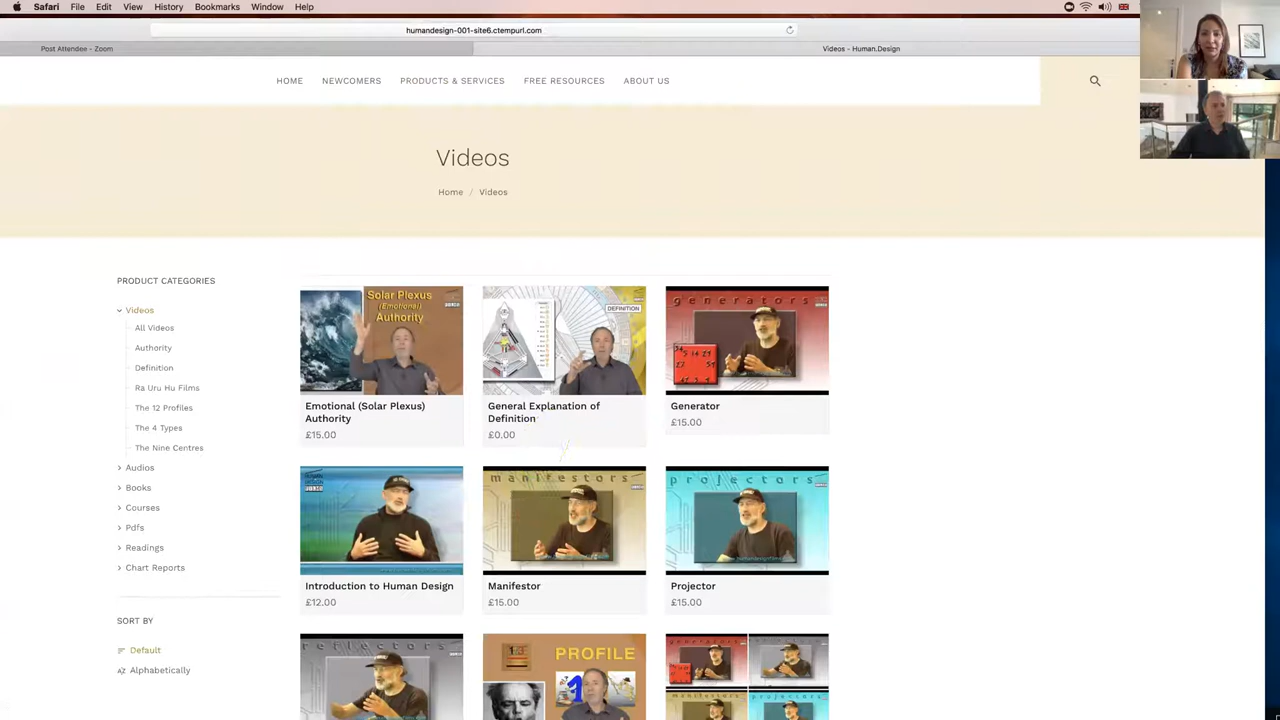 Safari File Edit View History Bookmarks Window Help
humandesign-001-site6.ctempurl.com
Post Attendee - Zoom
Videos - Human.Design
HOME NEWCOMERS PRODUCTS & SERVICES FREE RESOURCES ABOUT US
Videos
Home / Videos
PRODUCT CATEGORIES
Videos
All Videos
Authority
Definition
Ra Uru Hu Films
The 12 Profiles
The 4 Types
The Nine Centres
Audios
Books
Courses
Pdfs
Readings
Chart Reports
SORT BY
Default
Alphabetically
Solar Plexus
(Emotional)
Authority
Emotional (Solar Plexus)
Authority
£15.00
DEFINITION
General Explanation of
Definition
£0.00
generators
Generator
£15.00
Introduction to Human Design
£12.00
manifestors
Manifestor
£15.00
projectors
Projector
£15.00
reflectors
PROFILE
1
generators
reflectors
manifestors
projectors